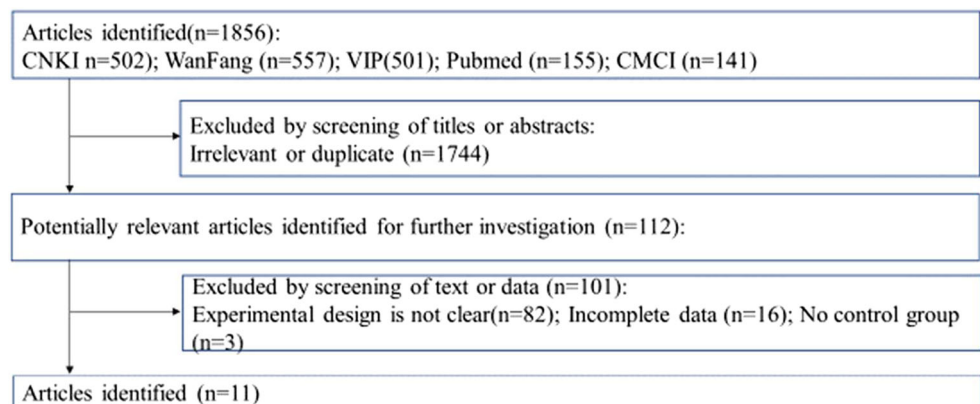 Articles identified(n=1856):
CNKI n=502); WanFang (n=557); VIP(501); Pubmed (n=155); CMCI (n=141)
Excluded by screening of titles or abstracts:
Irrelevant or duplicate (n=1744)
Potentially relevant articles identified for further investigation (n=112):
Excluded by screening of text or data (n=101):
Experimental design is not clear(n=82); Incomplete data (n=16); No control group
(n=3)
Articles identified (n=11)